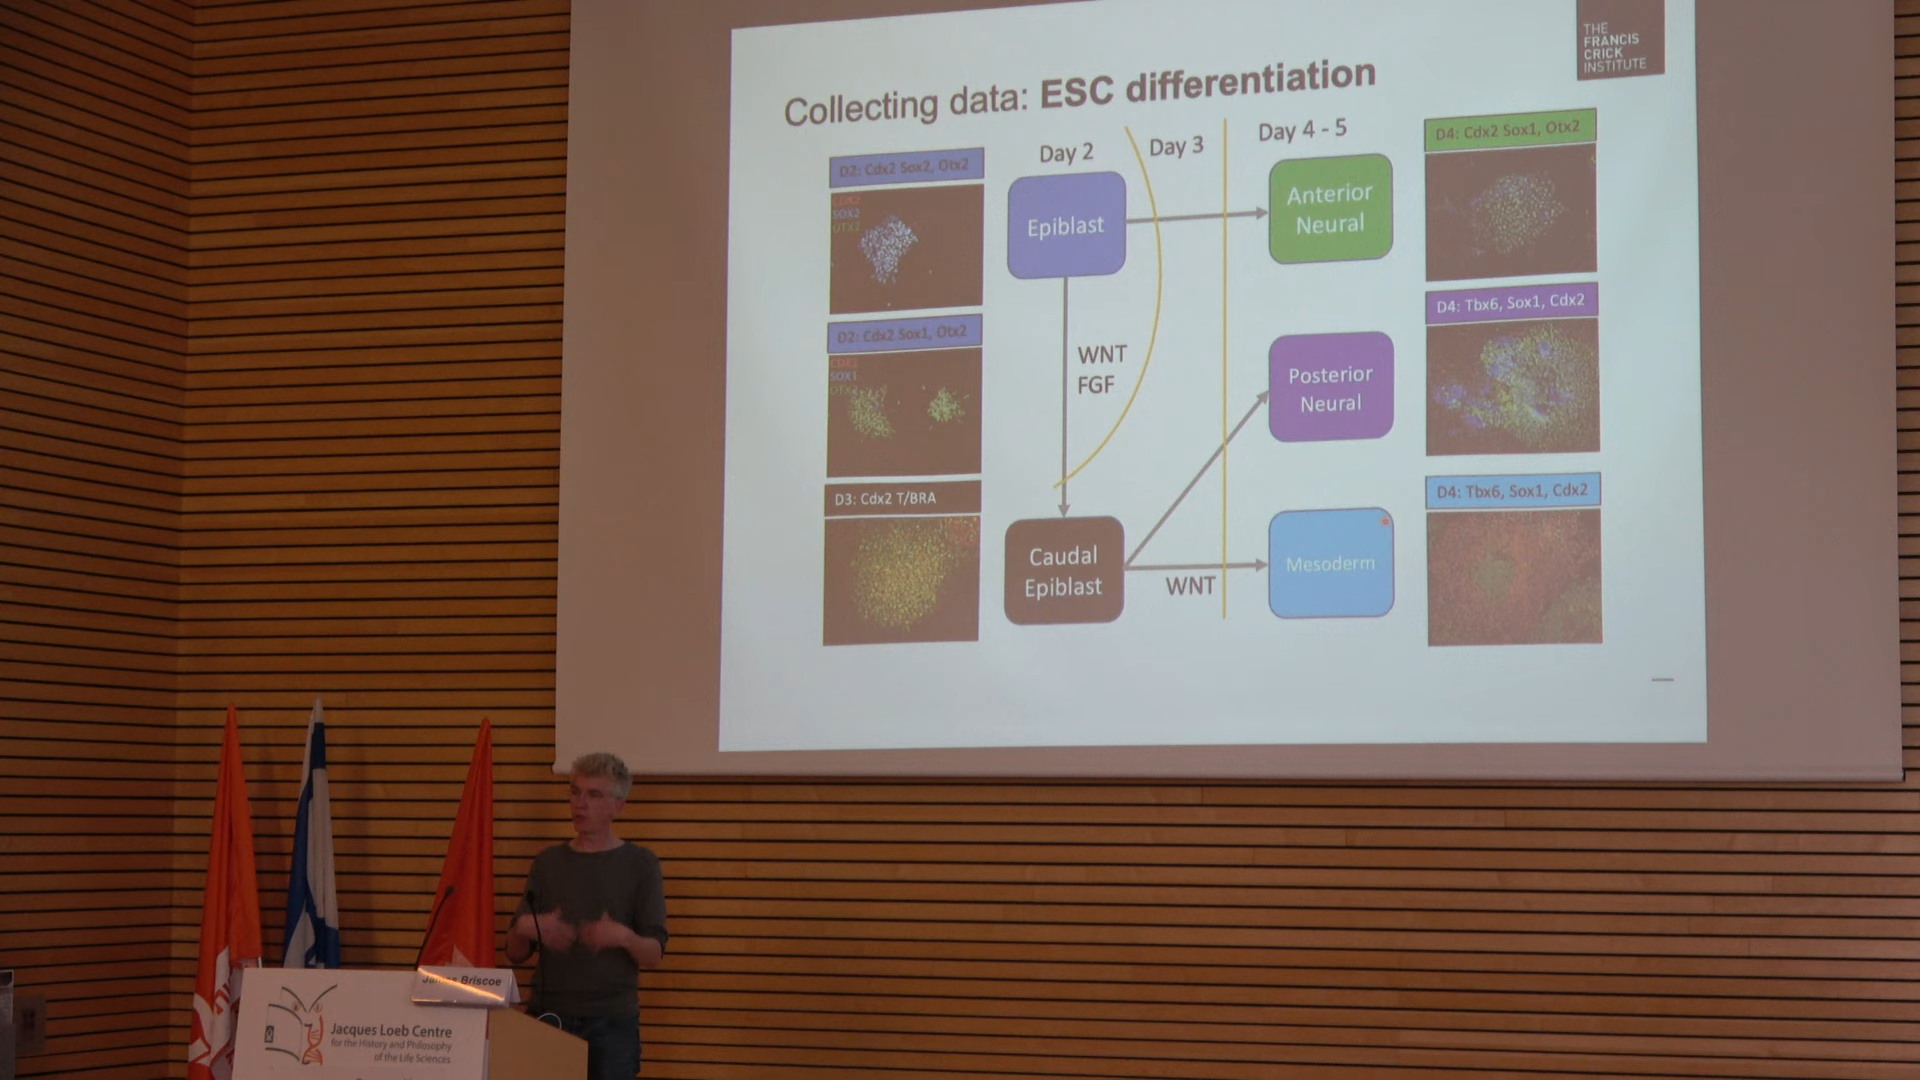 THE
FRANCIS
CRICK
INSTITUTE
Collecting data: ESC differentiation
D2: Cdx2 Sox2, Otx2
CDX2
SOX2
OTX2
D2: Cdx2 Sox1, Otx2
CDX2
SOX1
OTX2
D3: Cdx2 T/BRA
Day 2
Day 3
Day 4 - 5
Epiblast
Anterior
Neural
WNT
FGF
Posterior
Neural
Caudal
Epiblast
WNT
Mesoderm
D4: Cdx2 Sox1, Otx2
D4: Tbx6, Sox1, Cdx2
D4: Tbx6, Sox1, Cdx2
James Briscoe
Jacques Loeb Centre
for the History and Philosophy
of the Life Sciences